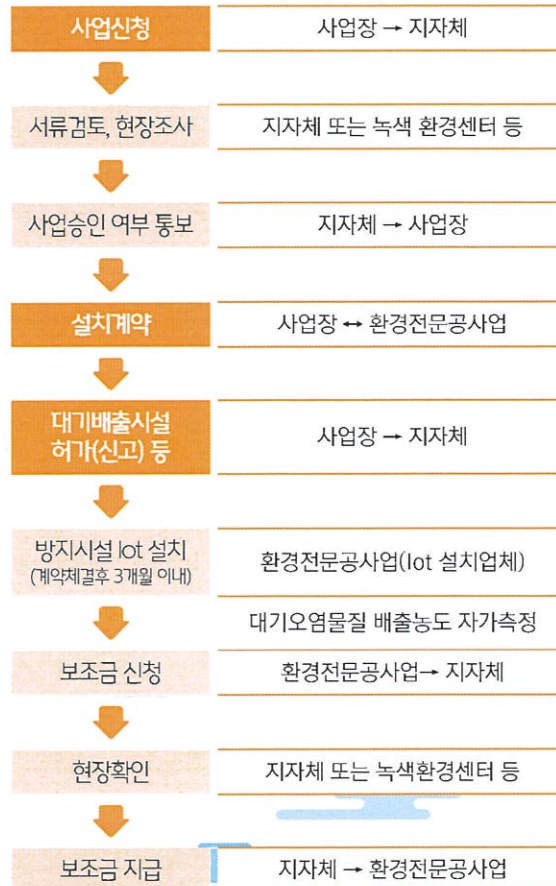 사업신청 사업장 → 지자체
서류검토, 현장조사 지자체 또는 녹색 환경센터 등
사업승인 여부 통보 지자체 → 사업장
설치계약 사업장 ↔ 환경전문공사업
대기배출시설
허가(신고) 등 사업장 → 지자체
방지시설 Iot 설치
(계약체결후 3개월 이내) 환경전문공사업(Iot 설치업체)
대기오염물질 배출농도 자가측정
보조금 신청 환경전문공사업→ 지자체
현장확인 지자체 또는 녹색환경센터 등
보조금 지급 지자체 → 환경전문공사업